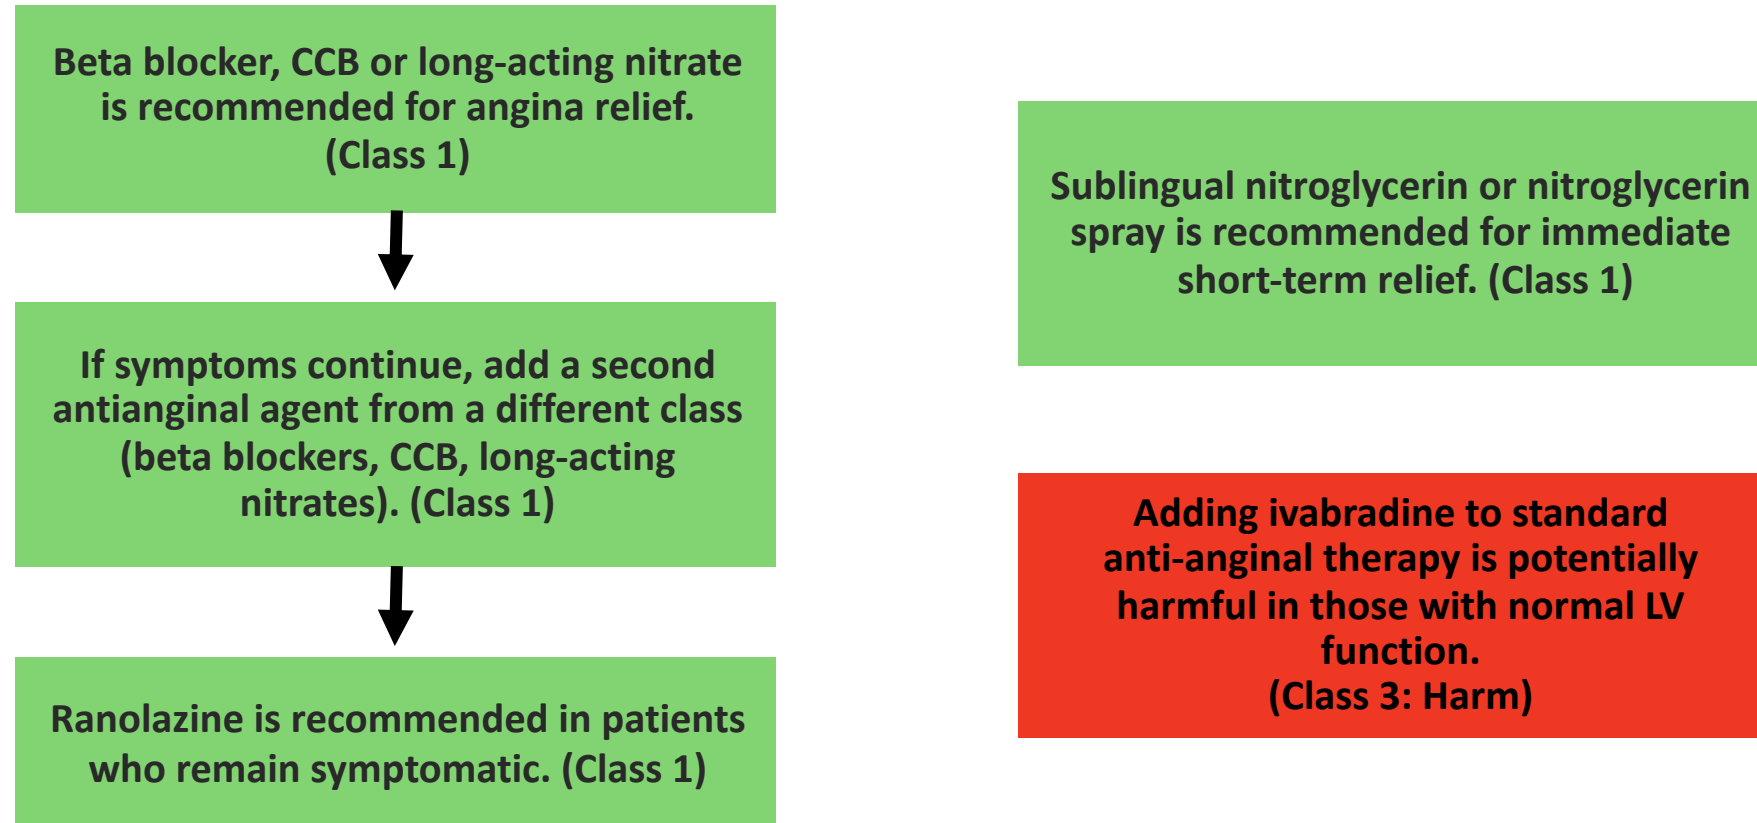 Beta blocker, CCB or long-acting nitrate
is recommended for angina relief.
(Class 1)
If symptoms continue, add a second
antianginal agent from a different class
(beta blockers, CCB, long-acting
nitrates). (Class 1)
Ranolazine is recommended in patients
who remain symptomatic. (Class 1)
Sublingual nitroglycerin or nitroglycerin
spray is recommended for immediate
short-term relief. (Class 1)
Adding ivabradine to standard
anti-anginal therapy is potentially
harmful in those with normal LV
function.
(Class 3: Harm)